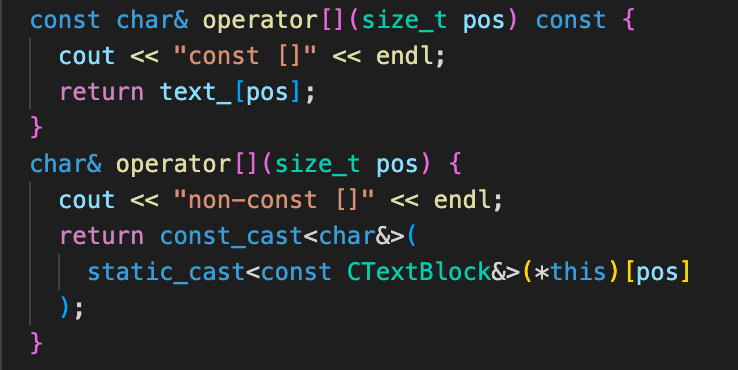 const char& operator[](size_t pos) const {
  cout << "const []" << endl;
  return text_[pos];
}
char& operator[](size_t pos) {
  cout << "non-const []" << endl;
  return const_cast<char&>(
    static_cast<const CTextBlock&>(*this)[pos]
  );
}